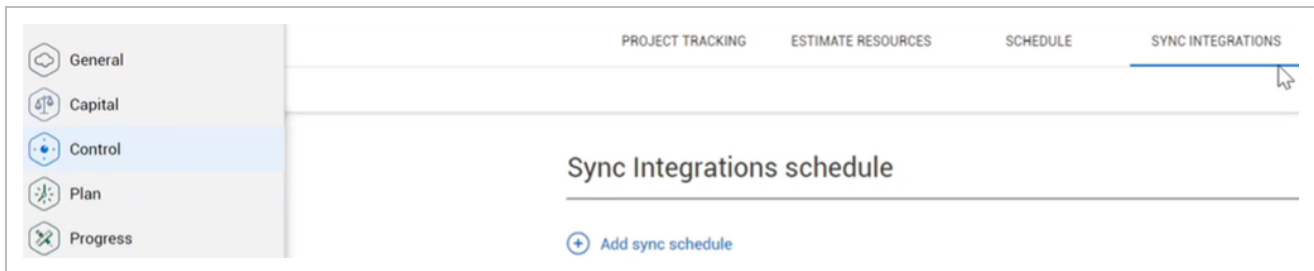 General
Capital
Control
Plan
Progress
PROJECT TRACKING ESTIMATE RESOURCES SCHEDULE SYNC INTEGRATIONS
Sync Integrations schedule
Add sync schedule